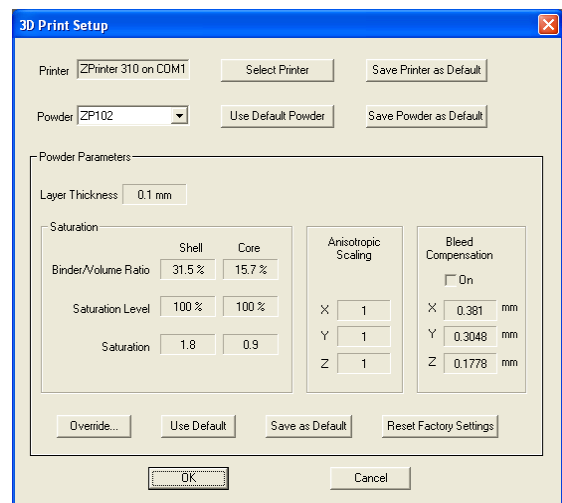 3D Print Setup
Printer ZPrinter 310 on COM1 Select Printer Save Printer as Default
Powder ZP102 Use Default Powder Save Powder as Default
Powder Parameters
Layer Thickness 0.1 mm
Saturation
Shell Core
Binder/Volume Ratio 31.5 % 15.7 %
Saturation Level 100 % 100 %
Saturation 1.8 0.9
Anisotropic
Scaling
X 1
Y 1
Z 1
Bleed
Compensation
On
X 0.381 mm
Y 0.3048 mm
Z 0.1778 mm
Override... Use Default Save as Default Reset Factory Settings
OK Cancel